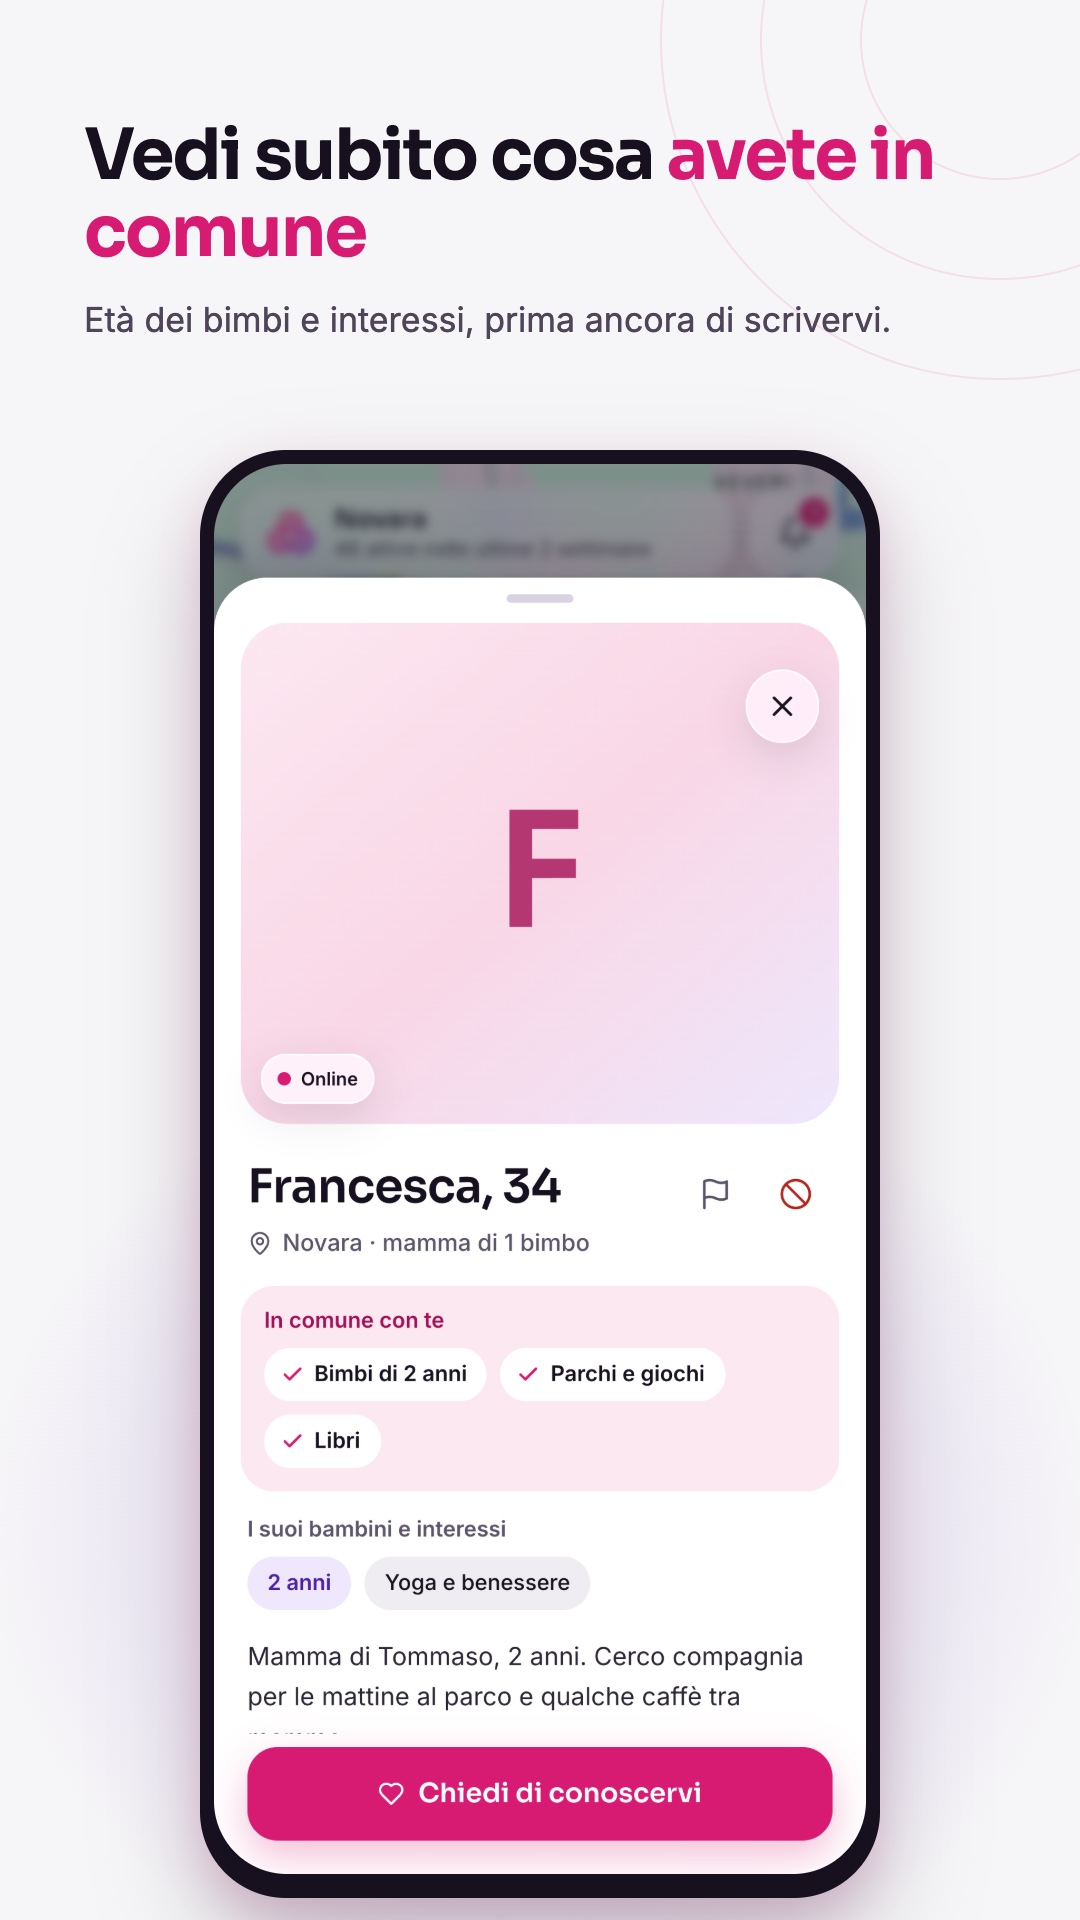 Vedi subito cosa avete in
comune
Età dei bimbi e interessi, prima ancora di scrivervi.
Novara
F
Online
Francesca, 34
Novara · mamma di 1 bimbo
In comune con te
Bimbi di 2 anni
Parchi e giochi
Libri
I suoi bambini e interessi
2 anni
Yoga e benessere
Mamma di Tommaso, 2 anni. Cerco compagnia
per le mattine al parco e qualche caffè tra
Chiedi di conoscervi